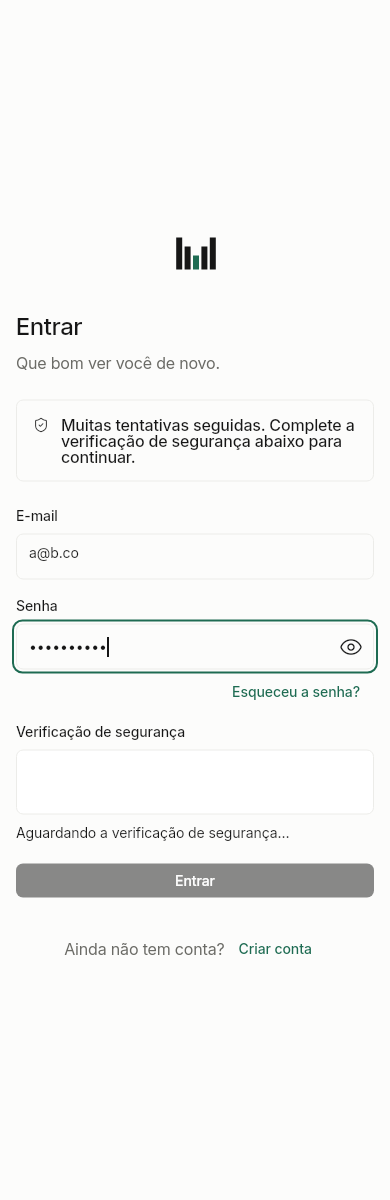 Entrar
Que bom ver você de novo.
Muitas tentativas seguidas. Complete a
verificação de segurança abaixo para
continuar.
E-mail
a@b.co
Senha
••••••••••
Esqueceu a senha?
Verificação de segurança
Aguardando a verificação de segurança...
Entrar
Ainda não tem conta? Criar conta